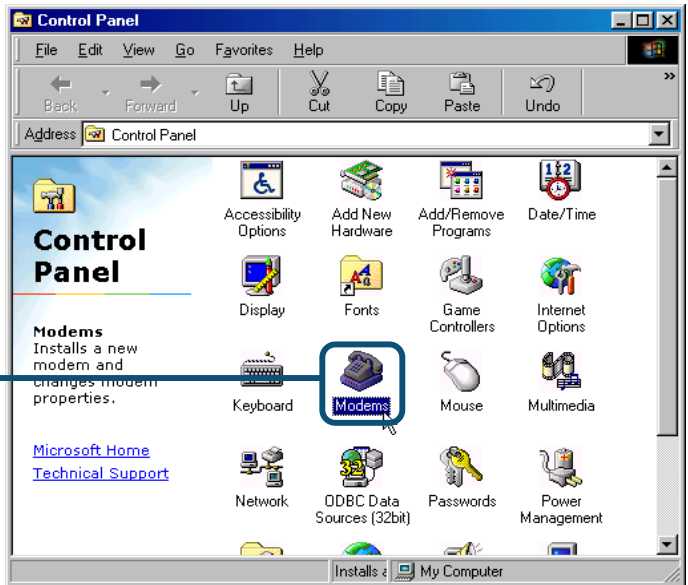 Control Panel
File Edit View Go Favorites Help
Back Forward Up Cut Copy Paste Undo »
Address Control Panel
Control
Panel
Modems
Installs a new
modem and
changes modem
properties.
Microsoft Home
Technical Support
Accessibility
Options
Add New
Hardware
Add/Remove
Programs
Date/Time
Display
Fonts
Game
Controllers
Internet
Options
Keyboard
Modems
Mouse
Multimedia
Network
ODBC Data
Sources (32bit)
Passwords
Power
Management
Installs a
My Computer